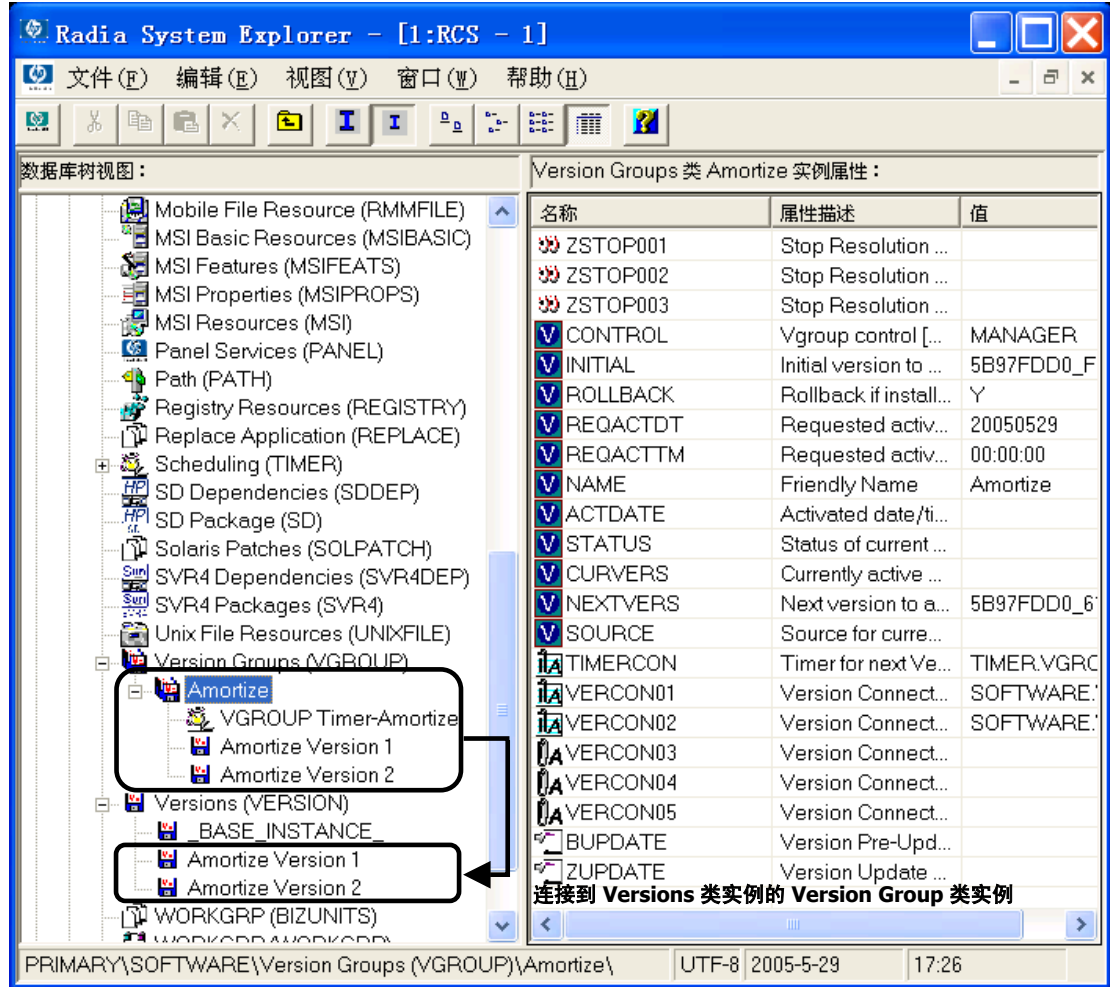 Radia System Explorer - [1:RCS - 1]
文件(F) 编辑(E) 视图(V) 窗口(W) 帮助(H)
数据库树视图：
Mobile File Resource (RMMFILE)
MSI Basic Resources (MSIBASIC)
MSI Features (MSIFEATS)
MSI Properties (MSIPROPS)
MSI Resources (MSI)
Panel Services (PANEL)
Path (PATH)
Registry Resources (REGISTRY)
Replace Application (REPLACE)
Scheduling (TIMER)
SD Dependencies (SDDEP)
SD Package (SD)
Solaris Patches (SOLPATCH)
SVR4 Dependencies (SVR4DEP)
SVR4 Packages (SVR4)
Unix File Resources (UNIXFILE)
Version Groups (VGROUP)
Amortize
VGROUP Timer-Amortize
Amortize Version 1
Amortize Version 2
Versions (VERSION)
_BASE_INSTANCE_
Amortize Version 1
Amortize Version 2
WORKGRP (BIZUNITS)
Version Groups 类 Amortize 实例属性：
名称 属性描述 值
ZSTOP001 Stop Resolution ...
ZSTOP002 Stop Resolution ...
ZSTOP003 Stop Resolution ...
CONTROL Vgroup control [... MANAGER
INITIAL Initial version to ... 5B97FDD0_F
ROLLBACK Rollback if install... Y
REQACTDT Requested activ... 20050529
REQACTTM Requested activ... 00:00:00
NAME Friendly Name Amortize
ACTDATE Activated date/ti...
STATUS Status of current ...
CURVERS Currently active ...
NEXTVERS Next version to a... 5B97FDD0_6
SOURCE Source for curre...
TIMERCON Timer for next Ve... TIMER.VGRC
VERCON01 Version Connect... SOFTWARE.
VERCON02 Version Connect... SOFTWARE.
VERCON03 Version Connect...
VERCON04 Version Connect...
VERCON05 Version Connect...
BUPDATE Version Pre-Upd...
ZUPDATE Version Update ...
连接到 Versions 类实例的 Version Group 类实例
PRIMARY\SOFTWARE\Version Groups (VGROUP)\Amortize\ UTF-8 2005-5-29 17:26